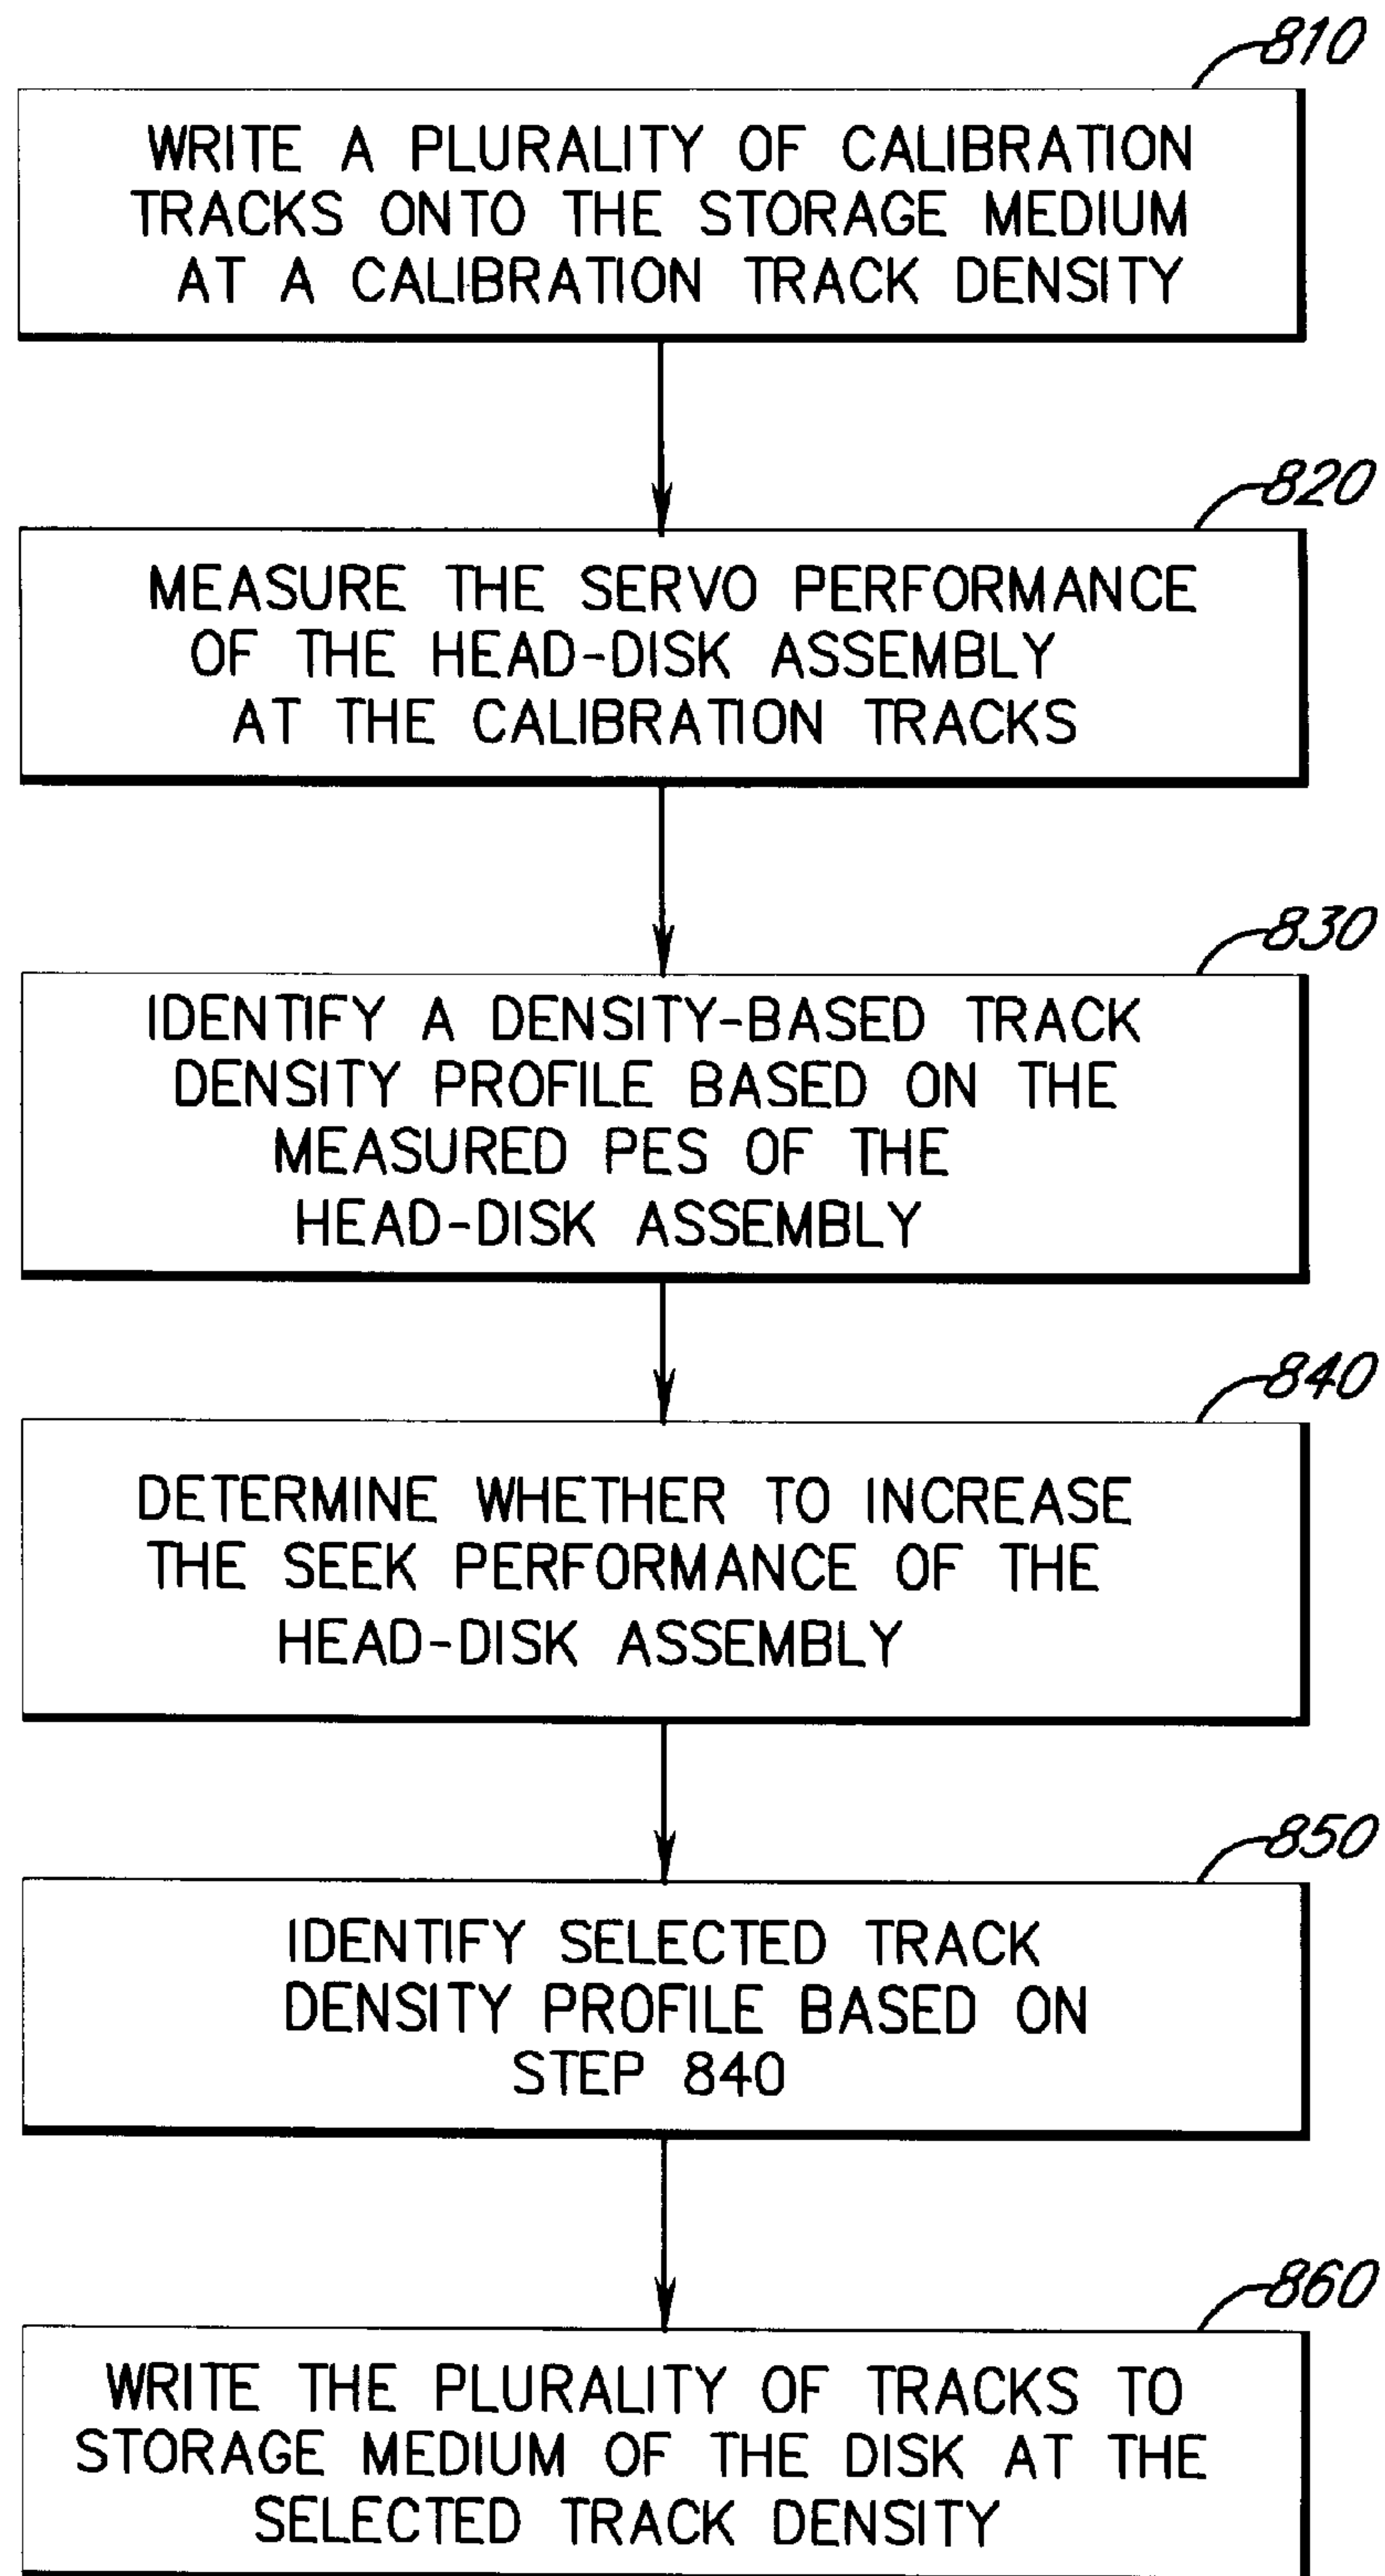 810
WRITE A PLURALITY OF CALIBRATION
TRACKS ONTO THE STORAGE MEDIUM
AT A CALIBRATION TRACK DENSITY
820
MEASURE THE SERVO PERFORMANCE
OF THE HEAD-DISK ASSEMBLY
AT THE CALIBRATION TRACKS
830
IDENTIFY A DENSITY-BASED TRACK
DENSITY PROFILE BASED ON THE
MEASURED PES OF THE
HEAD-DISK ASSEMBLY
840
DETERMINE WHETHER TO INCREASE
THE SEEK PERFORMANCE OF THE
HEAD-DISK ASSEMBLY
850
IDENTIFY SELECTED TRACK
DENSITY PROFILE BASED ON
STEP 840
860
WRITE THE PLURALITY OF TRACKS TO
STORAGE MEDIUM OF THE DISK AT THE
SELECTED TRACK DENSITY